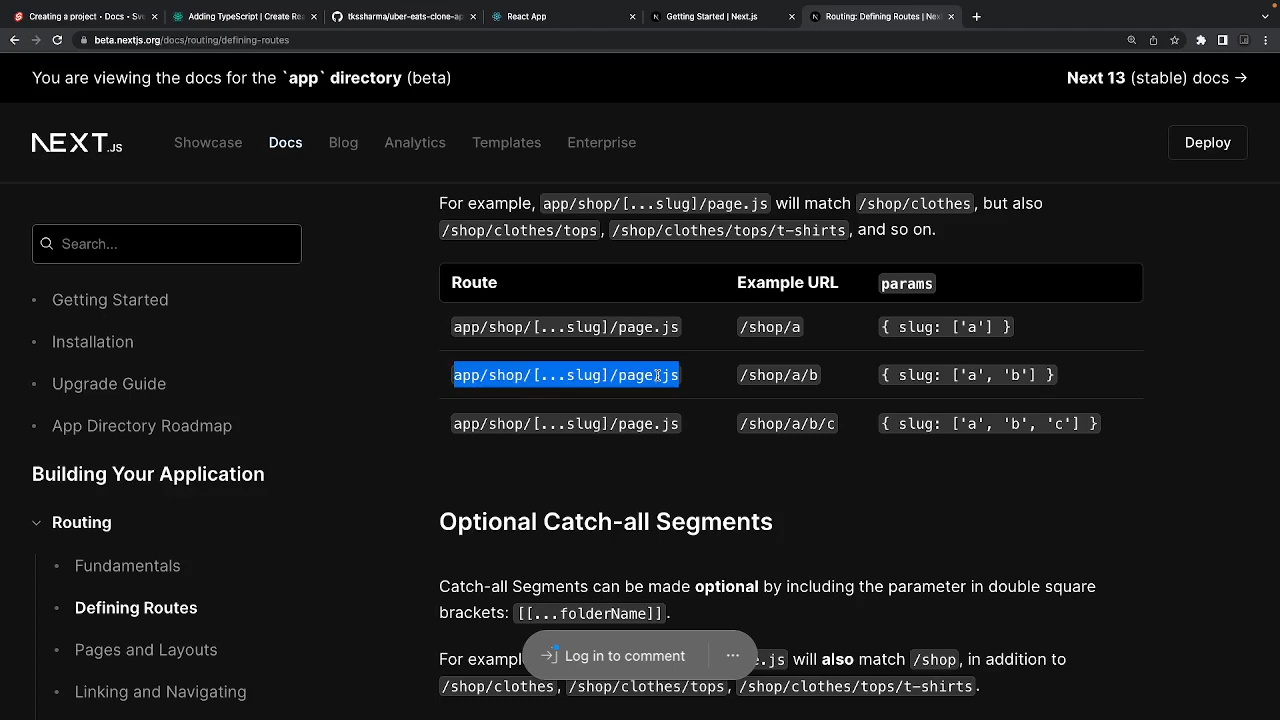 Creating a project • Docs • Sve
Adding TypeScript | Create Rea
tkssharma/uber-eats-clone-ap
React App
Getting Started | Next.js
Routing: Defining Routes | Nex
beta.nextjs.org/docs/routing/defining-routes
You are viewing the docs for the `app` directory (beta)
Next 13 (stable) docs →
NEXT.JS
Showcase
Docs
Blog
Analytics
Templates
Enterprise
Deploy
Search...
Getting Started
Installation
Upgrade Guide
App Directory Roadmap
Building Your Application
Routing
Fundamentals
Defining Routes
Pages and Layouts
Linking and Navigating
For example, app/shop/[...slug]/page.js will match /shop/clothes, but also
/shop/clothes/tops, /shop/clothes/tops/t-shirts, and so on.
Route Example URL params
app/shop/[...slug]/page.js /shop/a { slug: ['a'] }
app/shop/[...slug]/page.js /shop/a/b { slug: ['a', 'b'] }
app/shop/[...slug]/page.js /shop/a/b/c { slug: ['a', 'b', 'c'] }
Optional Catch-all Segments
Catch-all Segments can be made optional by including the parameter in double square
brackets: [[...folderName]].
For exampl e.js will also match /shop, in addition to
/shop/clothes, /shop/clothes/tops, /shop/clothes/tops/t-shirts.
Log in to comment